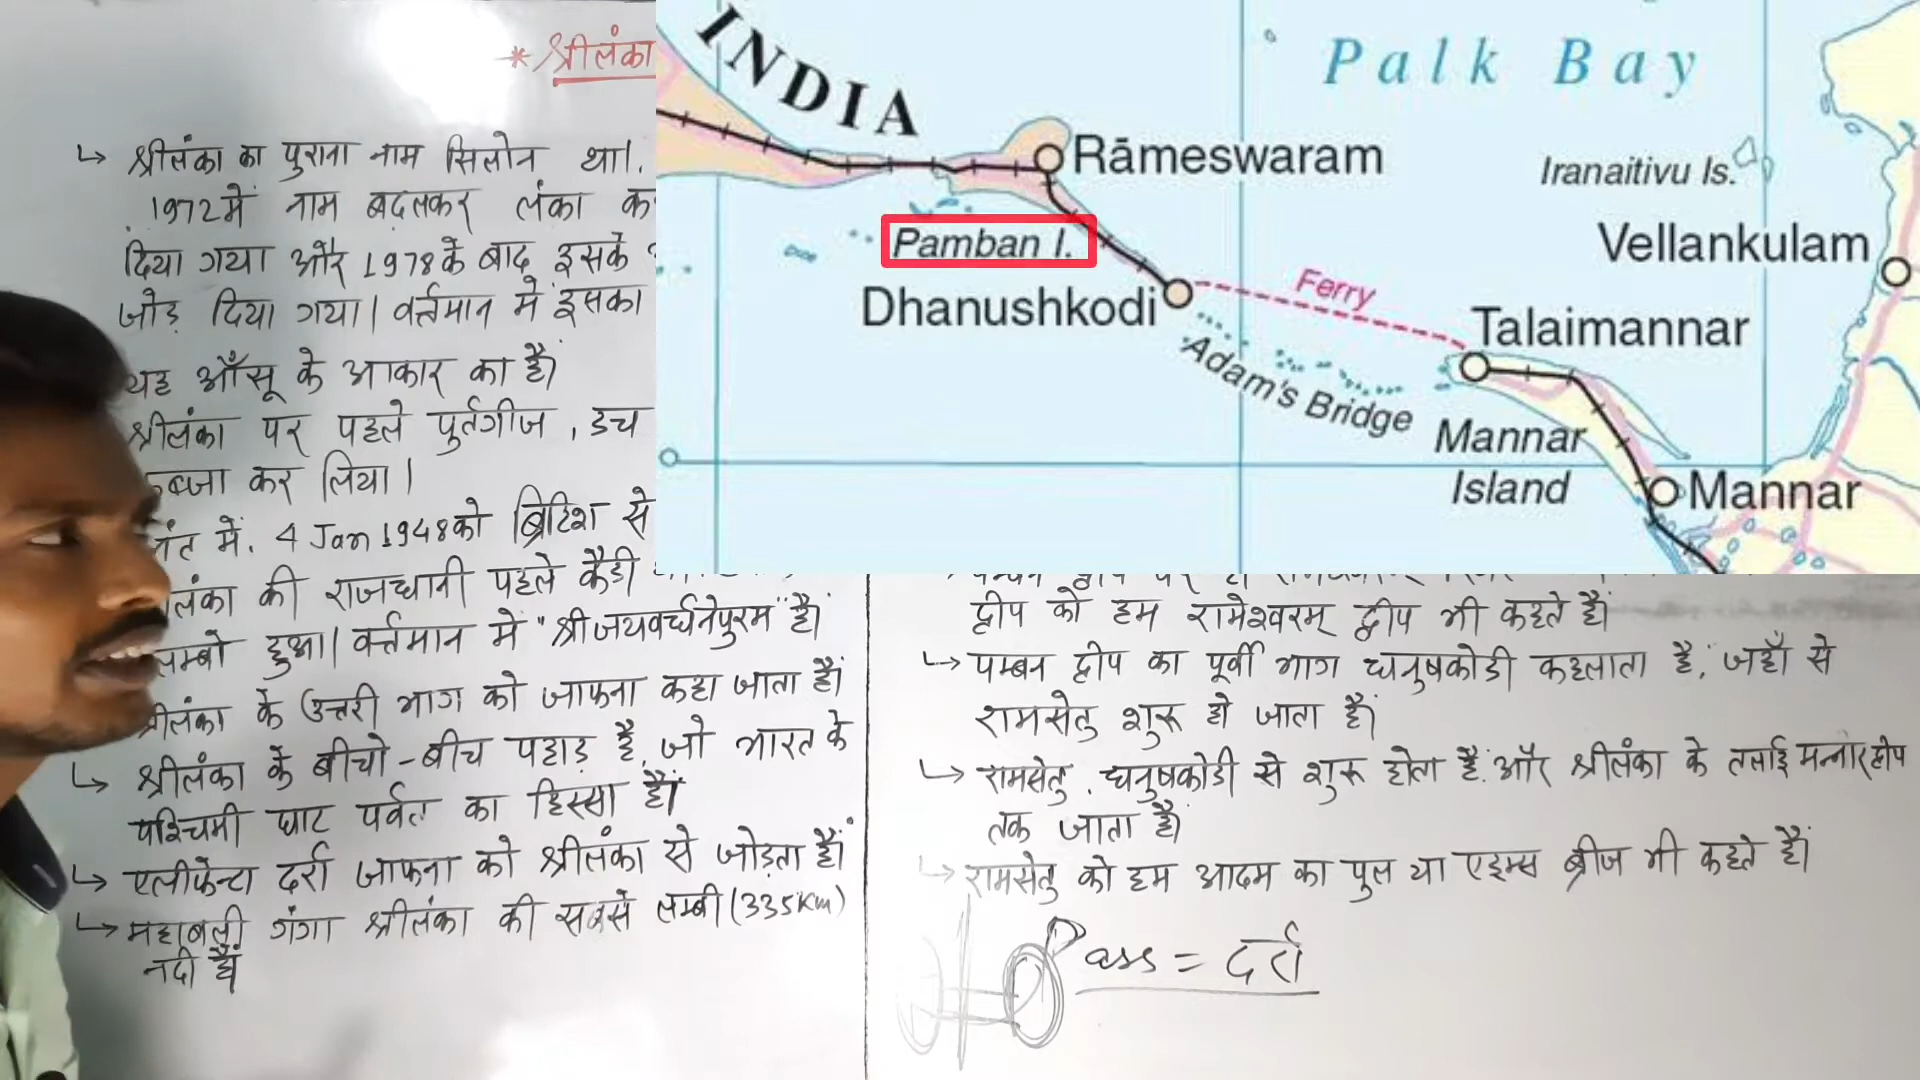 * श्रीलंका
↳ श्रीलंका का पुराना नाम सिलोन था।
1972 में नाम बदलकर लंका क
दिया गया और 1978 के बाद इसके
जोड़ दिया गया। वर्तमान में इसका
यह आँसू के आकार का है।
श्रीलंका पर पहले पुर्तगीज, डच
कब्जा कर लिया।
अंत में, 4 Jan 1948 को ब्रिटिश से
लंका की राजधानी पहले कैंडी
लम्बो हुआ। वर्तमान में "श्री जयवर्धनेपुरम" है।
श्रीलंका के उत्तरी भाग को जाफना कहा जाता है।
↳ श्रीलंका के बीचो-बीच पहाड़ है, जो भारत के
पश्चिमी घाट पर्वत का हिस्सा है।
↳ एलीफेन्टा दर्रा जाफना को श्रीलंका से जोड़ता है।
↳ महाबली गंगा श्रीलंका की सबसे लम्बी (335km)
नदी है।
INDIA
Palk Bay
Rāmeswaram
Iranaitivu Is.
Pamban I.
Vellankulam
Dhanushkodi
Ferry
Talaimannar
Adam's Bridge
Mannar
Island
Mannar
द्वीप को हम रामेश्वरम् द्वीप भी कहते है।
↳ पम्बन द्वीप का पूर्वी भाग धनुषकोडी कहलाता है, जहाँ से
रामसेतु शुरू हो जाता है।
↳ रामसेतु, धनुषकोडी से शुरू होता है और श्रीलंका के तलाईमन्नार द्वीप
तक जाता है।
↳ रामसेतु को हम आदम का पुल या एडम्स ब्रीज भी कहते है।
Pass = दर्रा